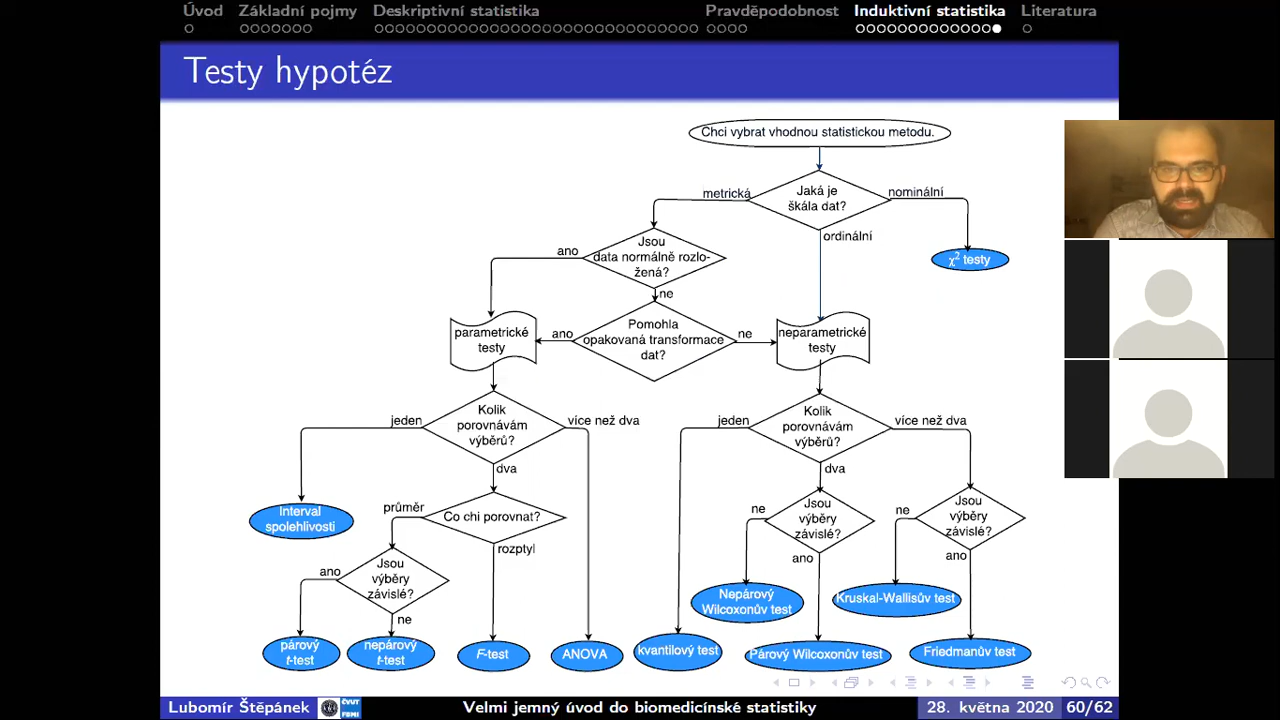 Úvod
Základní pojmy
Deskriptivní statistika
Pravděpodobnost
Induktivní statistika
Literatura
Testy hypotéz
Chci vybrat vhodnou statistickou metodu.
Jaká je
škála dat?
metrická
nominální
ordinální
χ² testy
Jsou
data normálně rozlo-
žená?
ano
ne
Pomohla
opakovaná transformace
dat?
ano
ne
parametrické
testy
neparametrické
testy
Kolik
porovnávám
výběrů?
jeden
více než dva
dva
Interval
spolehlivosti
Co chi porovnat?
průměr
rozptyl
Jsou
výběry
závislé?
ano
ne
párový
t-test
nepárový
t-test
F-test
ANOVA
Kolik
porovnávám
výběrů?
jeden
více než dva
dva
Jsou
výběry
závislé?
ne
ano
Jsou
výběry
závislé?
ne
ano
Nepárový
Wilcoxonův test
Kruskal-Wallisův test
kvantilový test
Párový Wilcoxonův test
Friedmanův test
Lubomír Štěpánek
ČVUT
FBMI
Velmi jemný úvod do biomedicínské statistiky
28. května 2020
60/62